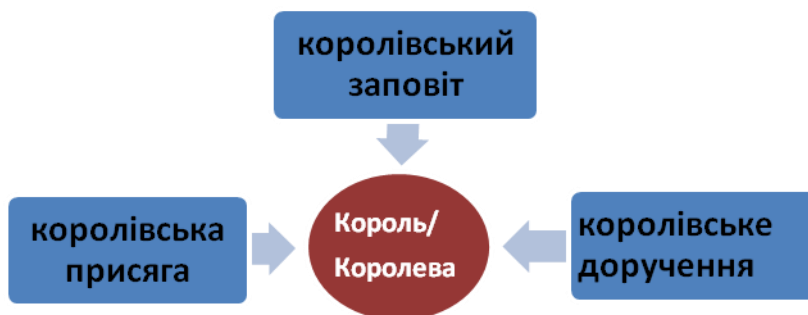 королівський
заповіт
королівська
присяга
Король/
Королева
королівське
доручення